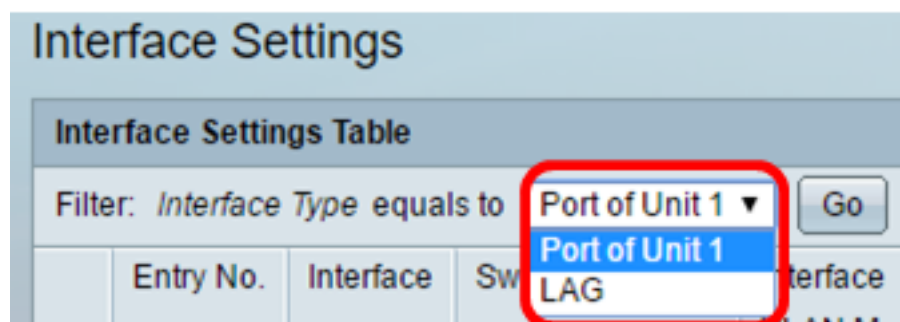 Interface Settings
Interface Settings Table
Filter: Interface Type equals to Port of Unit 1 ▼ Go
Port of Unit 1
LAG
Entry No. Interface